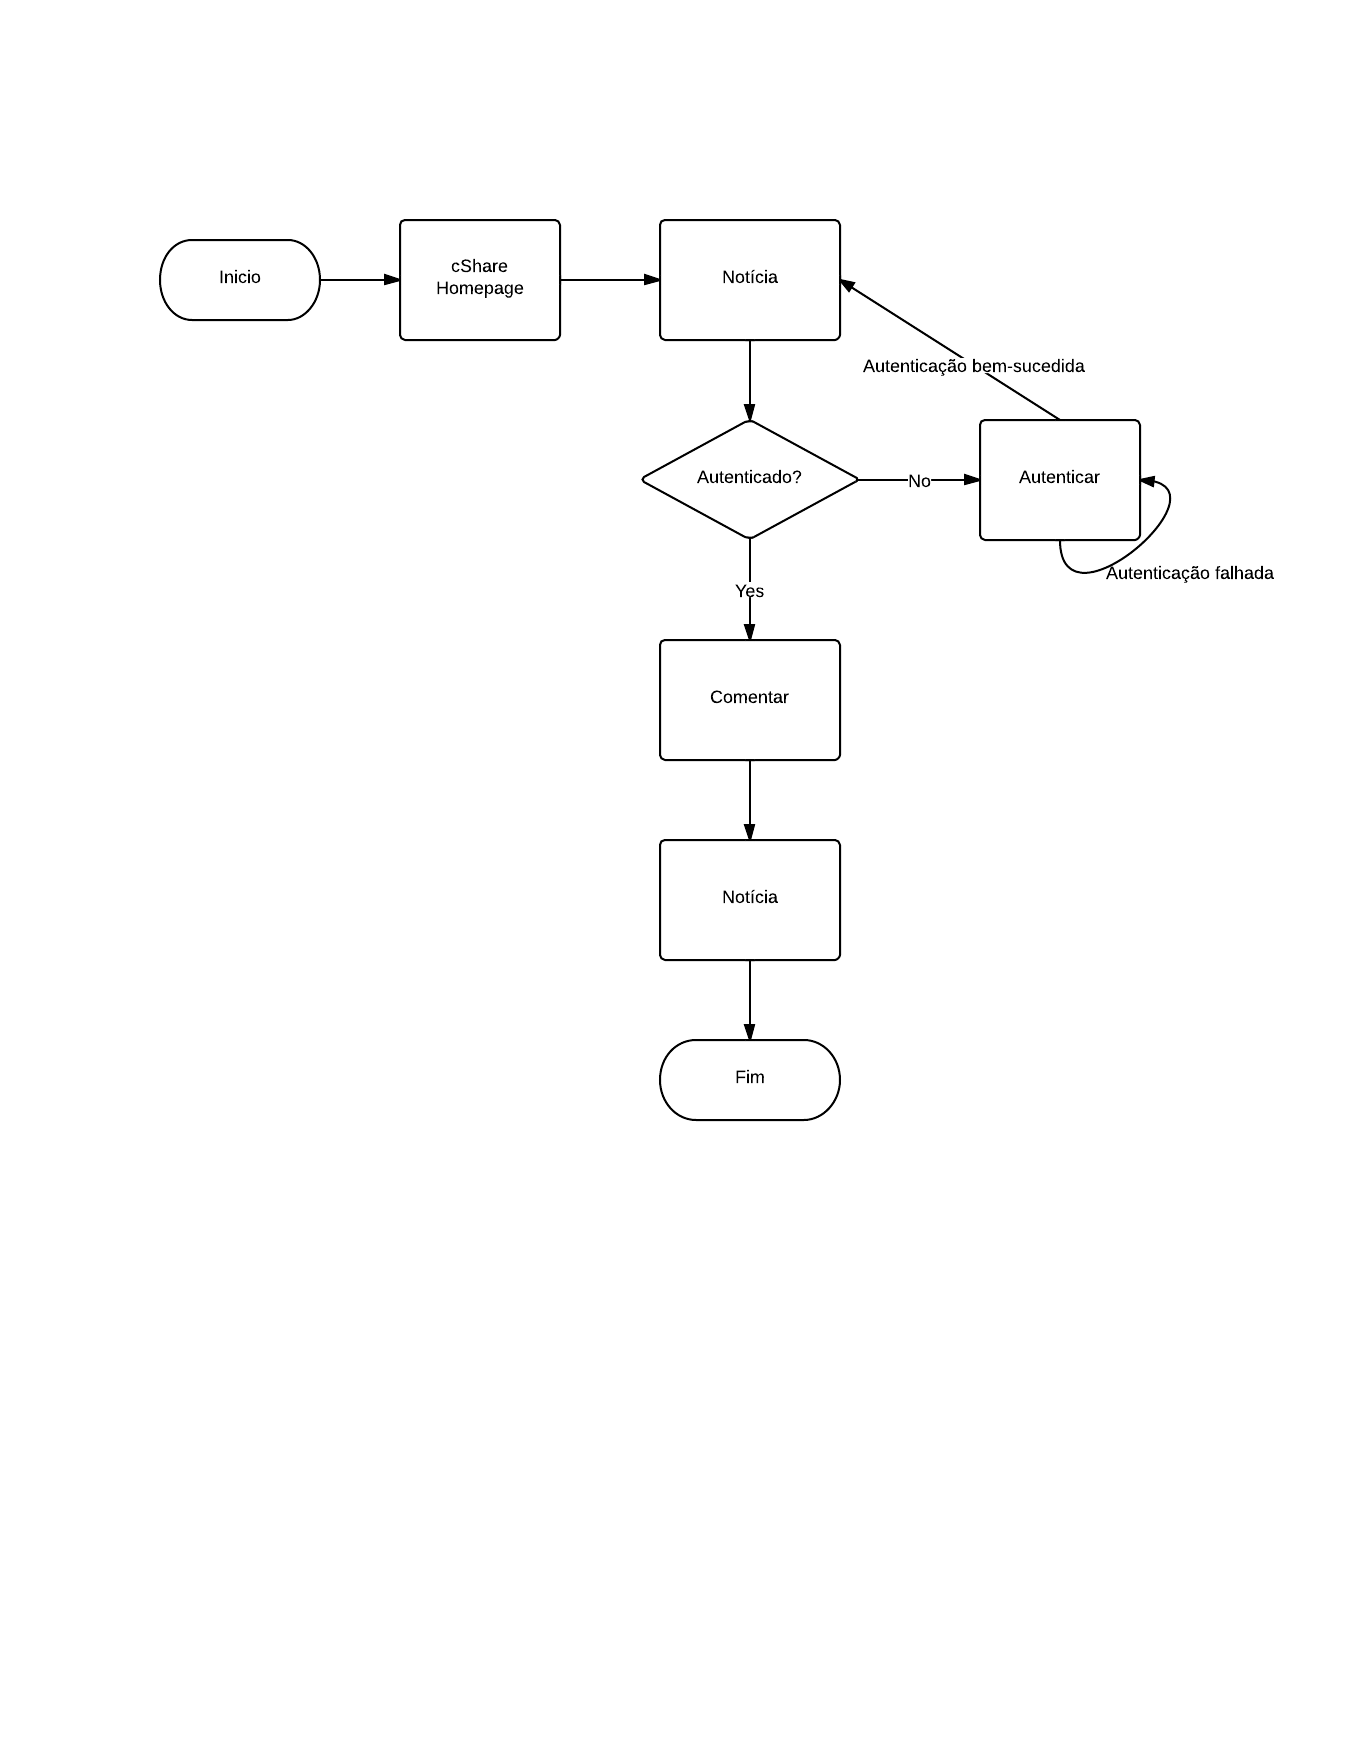 Inicio
cShare
Homepage
Notícia
Autenticação bem-sucedida
Autenticado?
No
Autenticar
Autenticação falhada
Yes
Comentar
Notícia
Fim